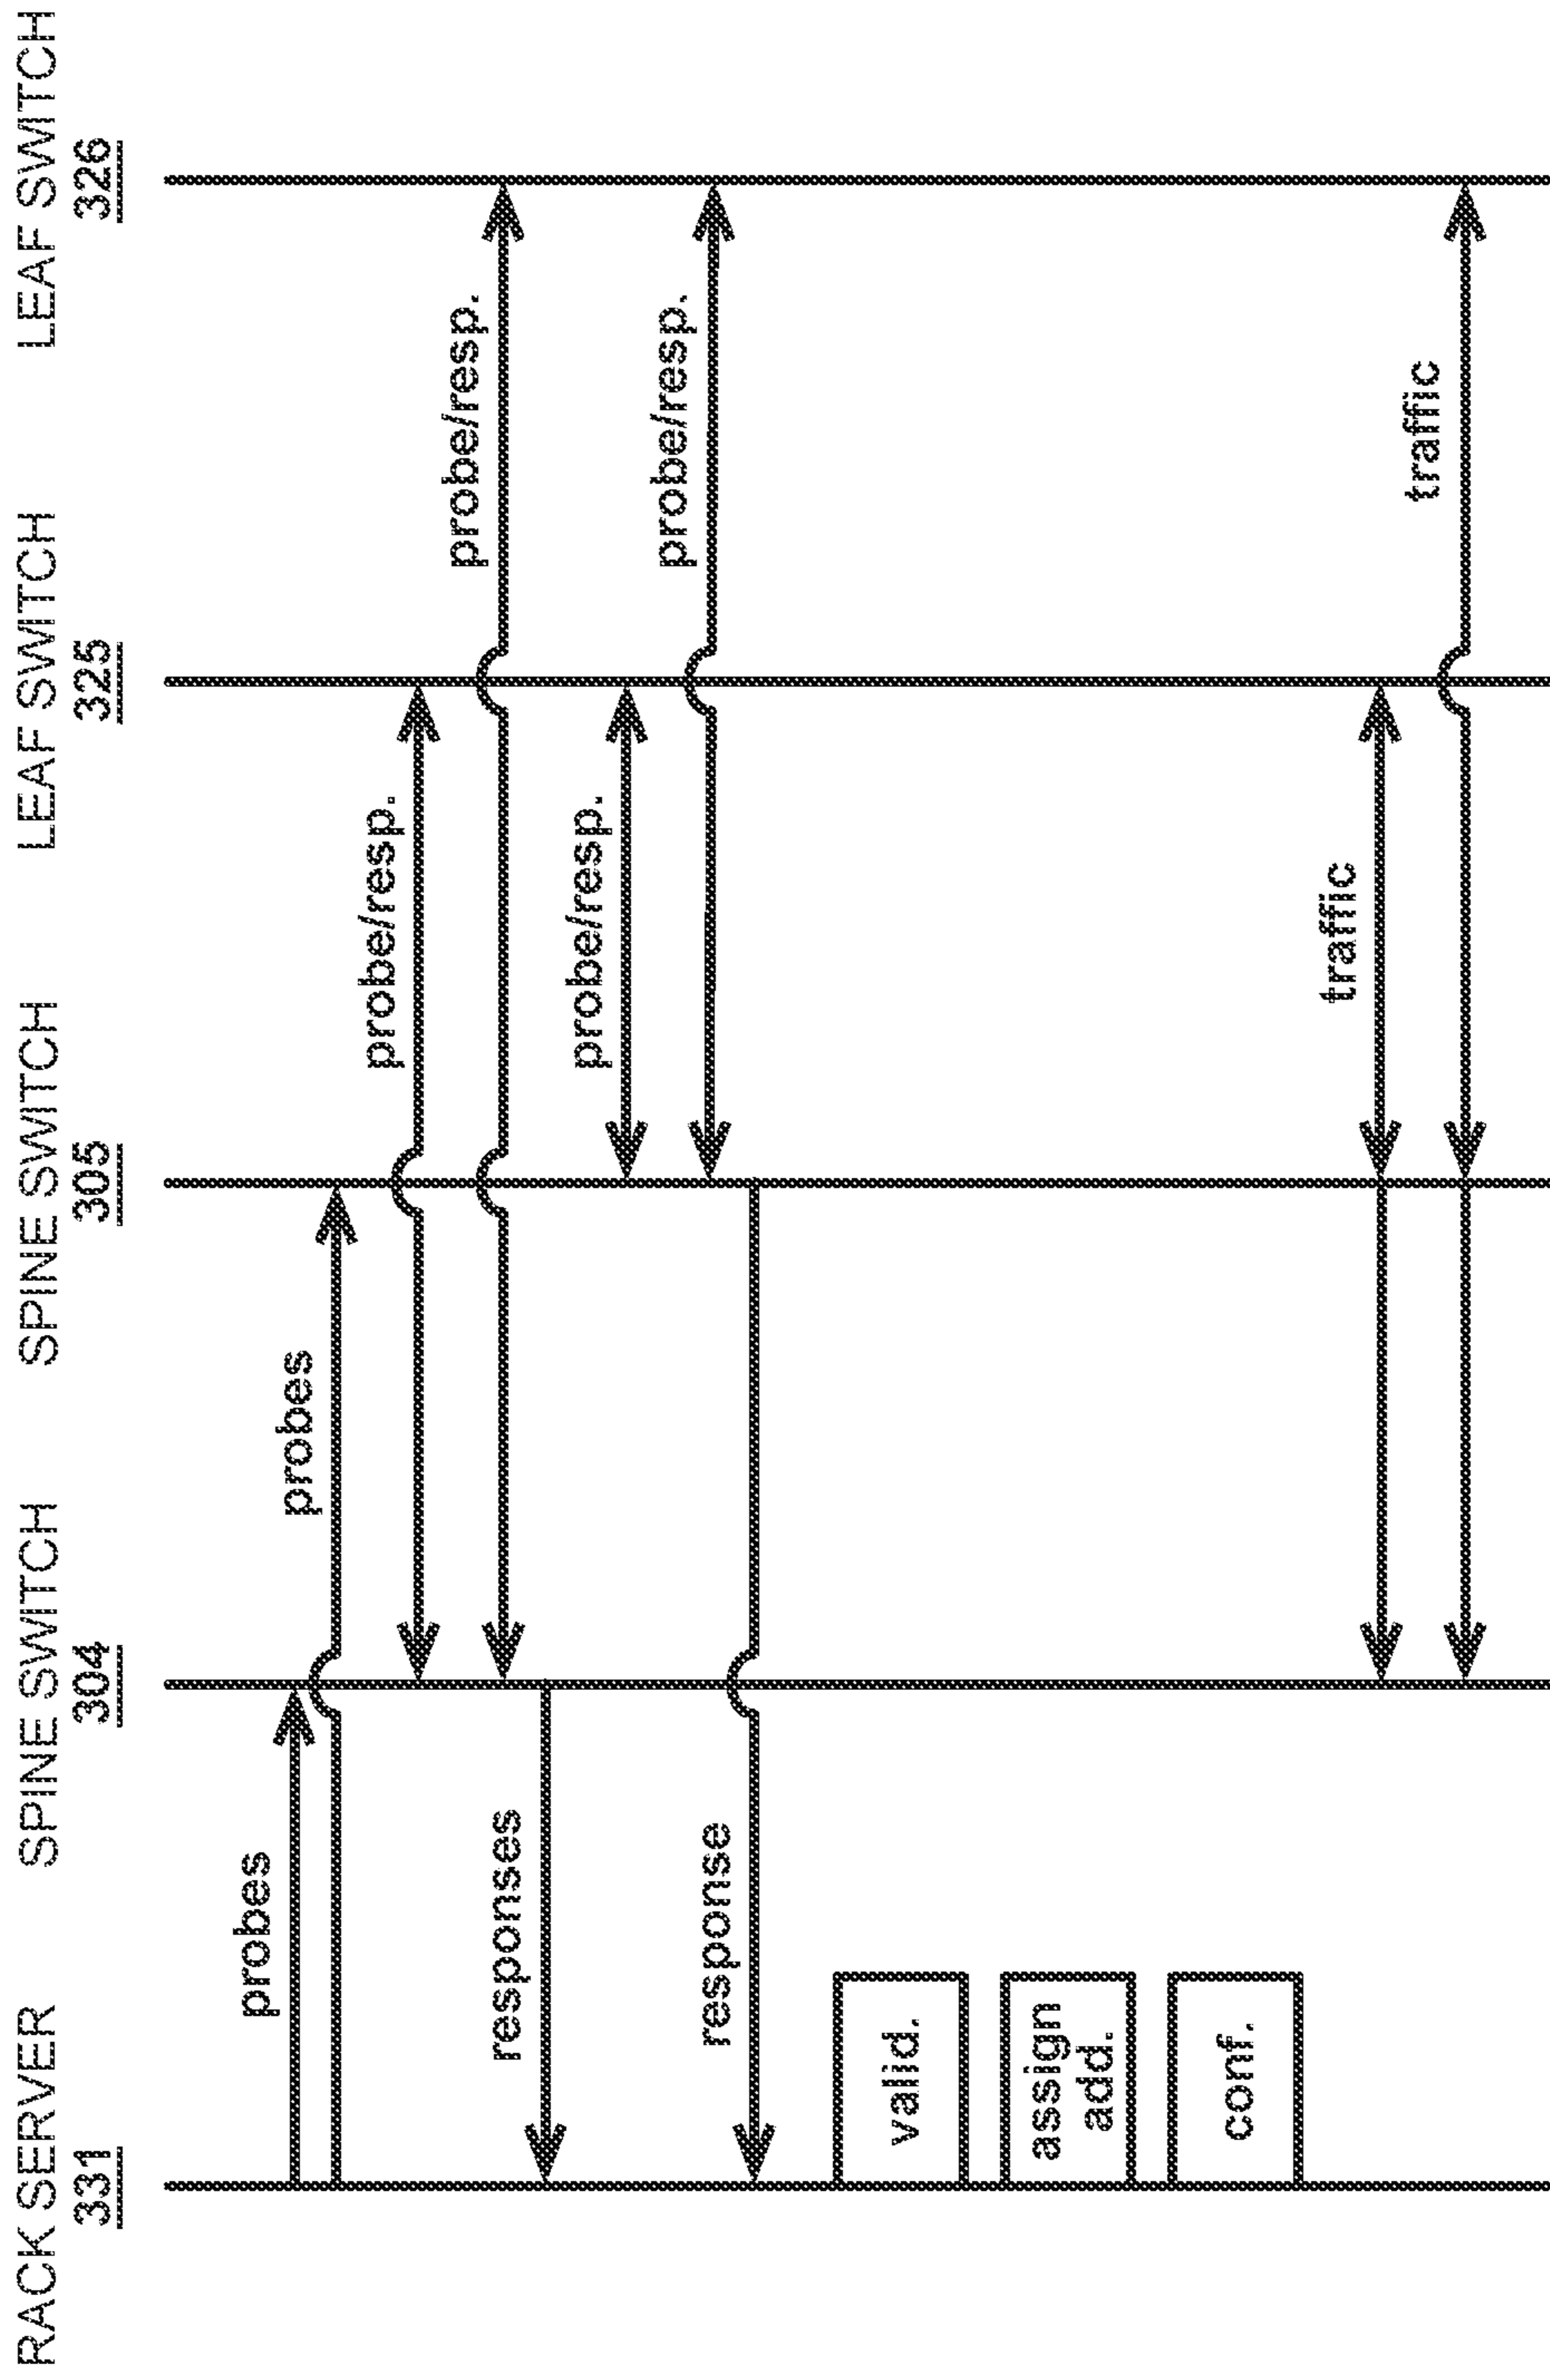 RACK SERVER
331
SPINE SWITCH
304
SPINE SWITCH
305
LEAF SWITCH
325
LEAF SWITCH
326
probes
probes
probe/resp.
probe/resp.
responses
probe/resp.
probe/resp.
response
valid.
assign
add.
conf.
traffic
traffic